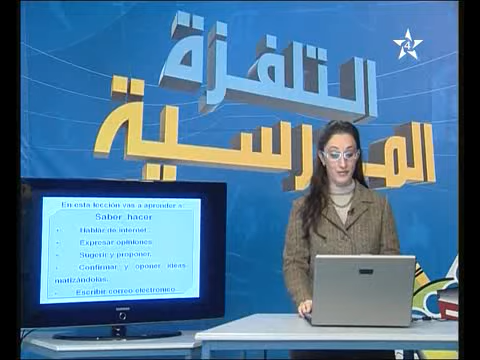 التلفزة
المدرسية
4
En esta lección vas a aprender a:
Saber hacer
- Hablar de internet.
- Expresar opiniones.
- Sugerir y proponer.
- Confirmar y oponer ideas matizándolas.
- Escribir correo electrónico.